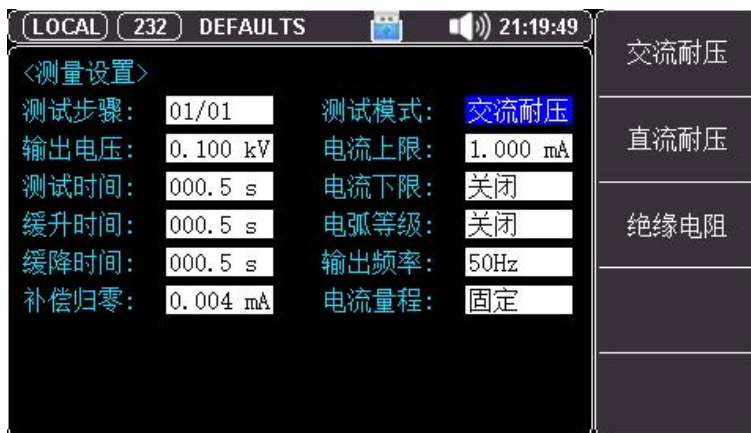 (LOCAL) (232) DEFAULTS 21:19:49
<测量设置>
测试步骤: 01/01 测试模式: 交流耐压
输出电压: 0.100 kV 电流上限: 1.000 mA
测试时间: 000.5 s 电流下限: 关闭
缓升时间: 000.5 s 电弧等级: 关闭
缓降时间: 000.5 s 输出频率: 50Hz
补偿归零: 0.004 mA 电流量程: 固定
交流耐压
直流耐压
绝缘电阻